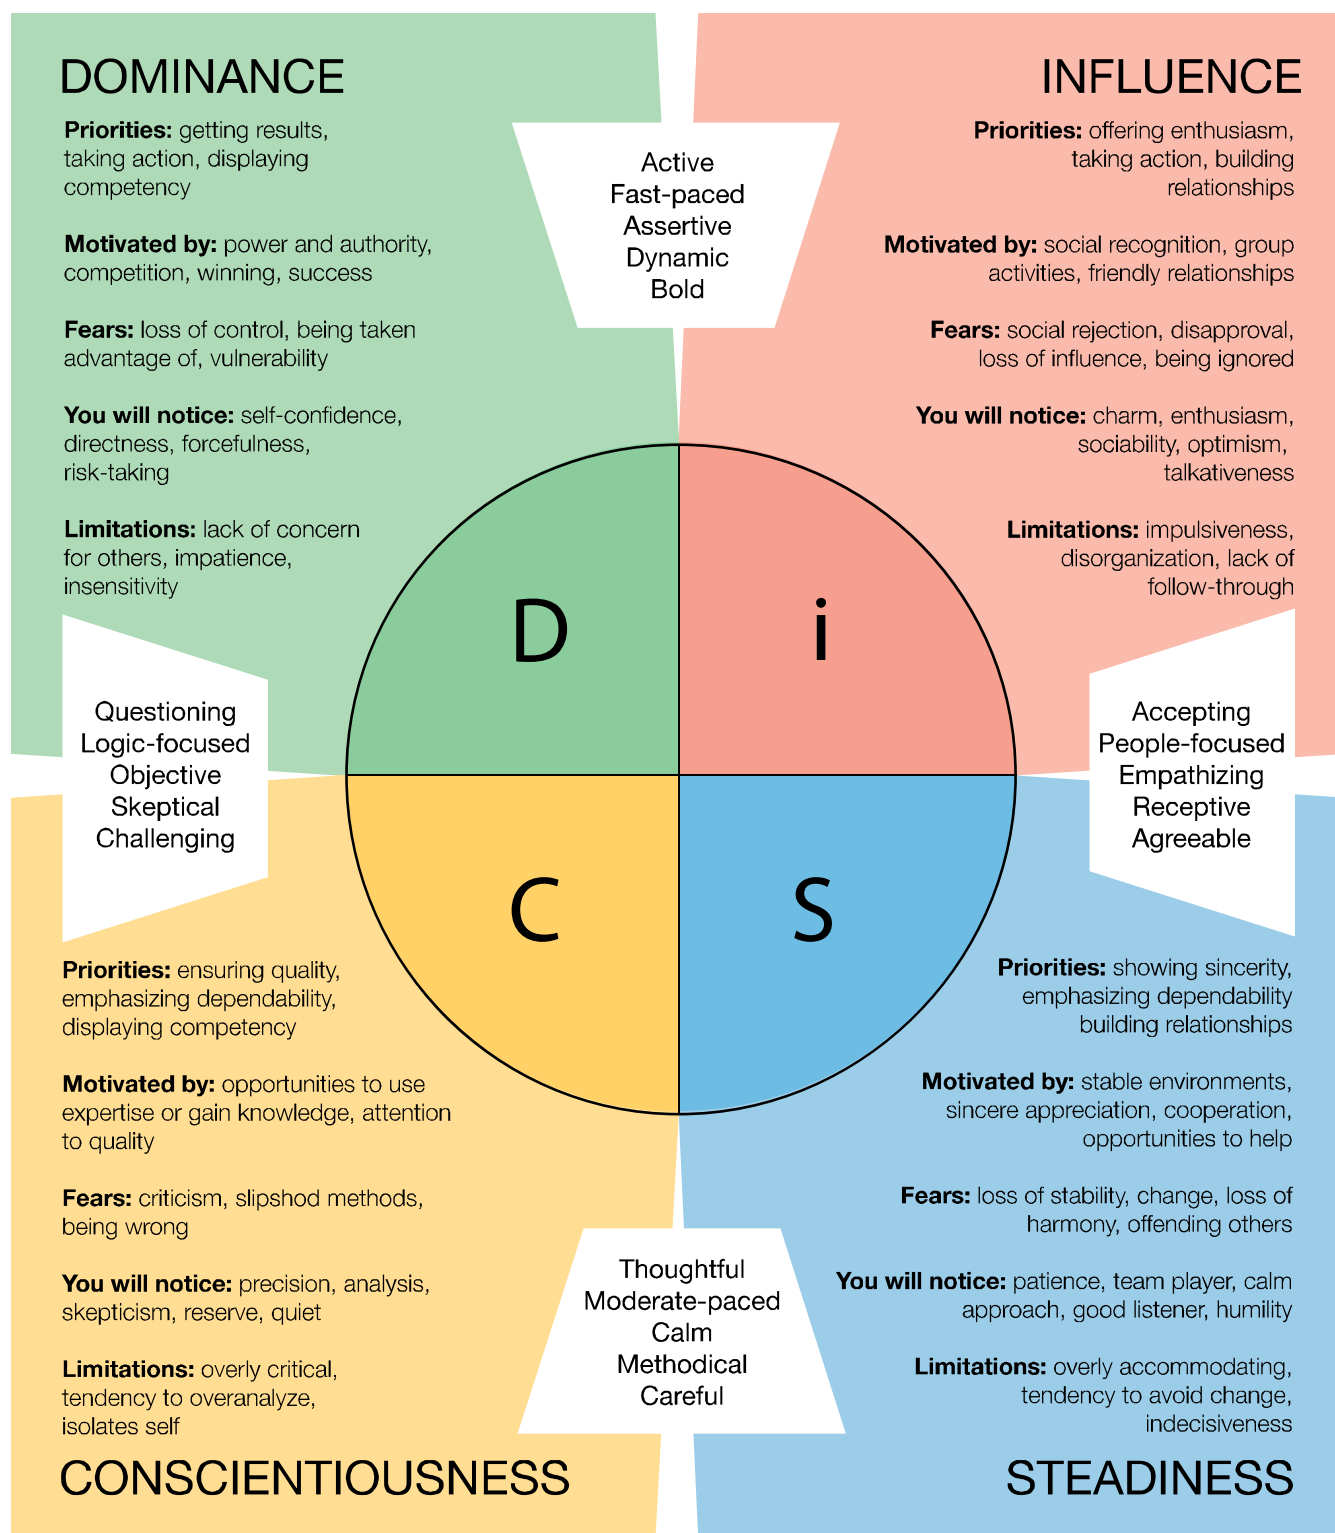 DOMINANCE
Priorities: getting results,
taking action, displaying
competency
Motivated by: power and authority,
competition, winning, success
Fears: loss of control, being taken
advantage of, vulnerability
You will notice: self-confidence,
directness, forcefulness,
risk-taking
Limitations: lack of concern
for others, impatience,
insensitivity
Active
Fast-paced
Assertive
Dynamic
Bold
INFLUENCE
Priorities: offering enthusiasm,
taking action, building
relationships
Motivated by: social recognition, group
activities, friendly relationships
Fears: social rejection, disapproval,
loss of influence, being ignored
You will notice: charm, enthusiasm,
sociability, optimism,
talkativeness
Limitations: impulsiveness,
disorganization, lack of
follow-through
D
i
Questioning
Logic-focused
Objective
Skeptical
Challenging
Accepting
People-focused
Empathizing
Receptive
Agreeable
C
S
Priorities: ensuring quality,
emphasizing dependability,
displaying competency
Motivated by: opportunities to use
expertise or gain knowledge, attention
to quality
Fears: criticism, slipshod methods,
being wrong
You will notice: precision, analysis,
skepticism, reserve, quiet
Limitations: overly critical,
tendency to overanalyze,
isolates self
CONSCIENTIOUSNESS
Thoughtful
Moderate-paced
Calm
Methodical
Careful
Priorities: showing sincerity,
emphasizing dependability
building relationships
Motivated by: stable environments,
sincere appreciation, cooperation,
opportunities to help
Fears: loss of stability, change, loss of
harmony, offending others
You will notice: patience, team player, calm
approach, good listener, humility
Limitations: overly accommodating,
tendency to avoid change,
indecisiveness
STEADINESS